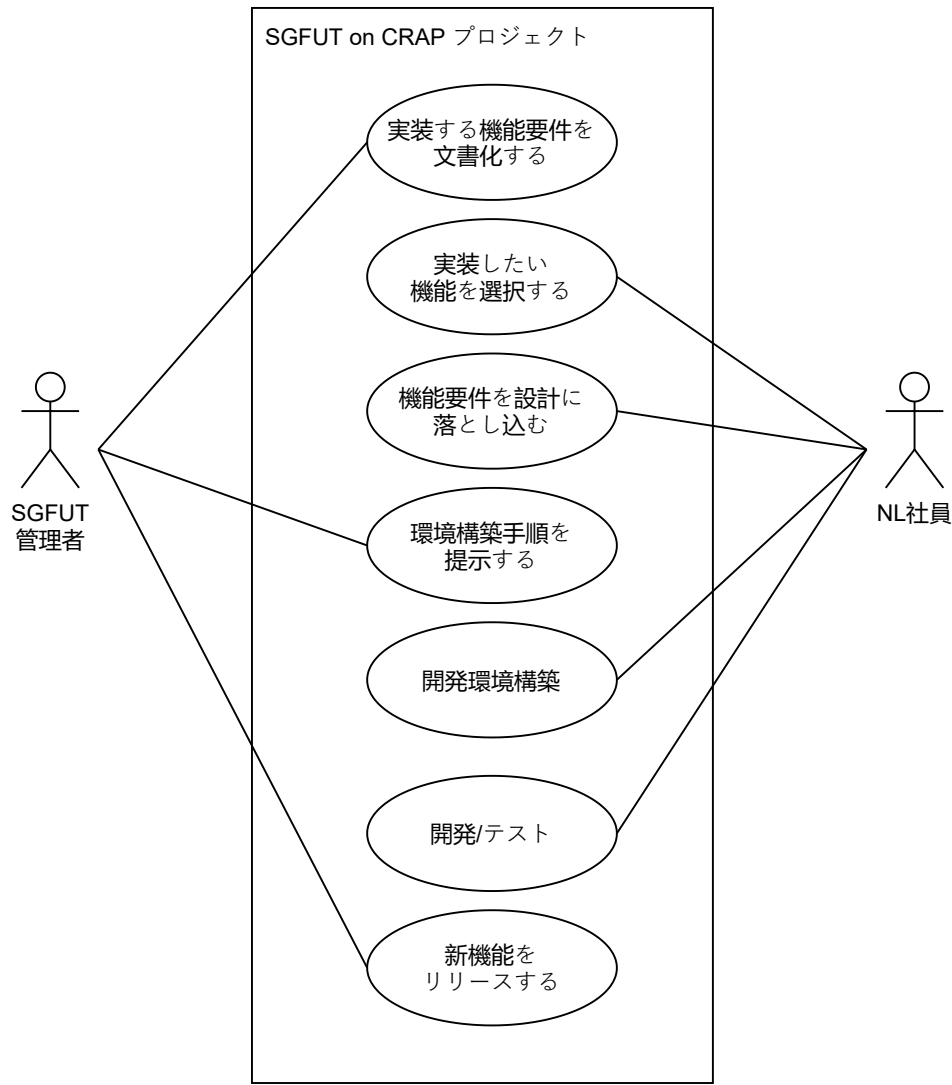 SGFUT on CRAP プロジェクト
実装する機能要件を
文書化する
実装したい
機能を選択する
機能要件を設計に
落とし込む
環境構築手順を
提示する
開発環境構築
開発/テスト
新機能を
リリースする
SGFUT
管理者
NL社員